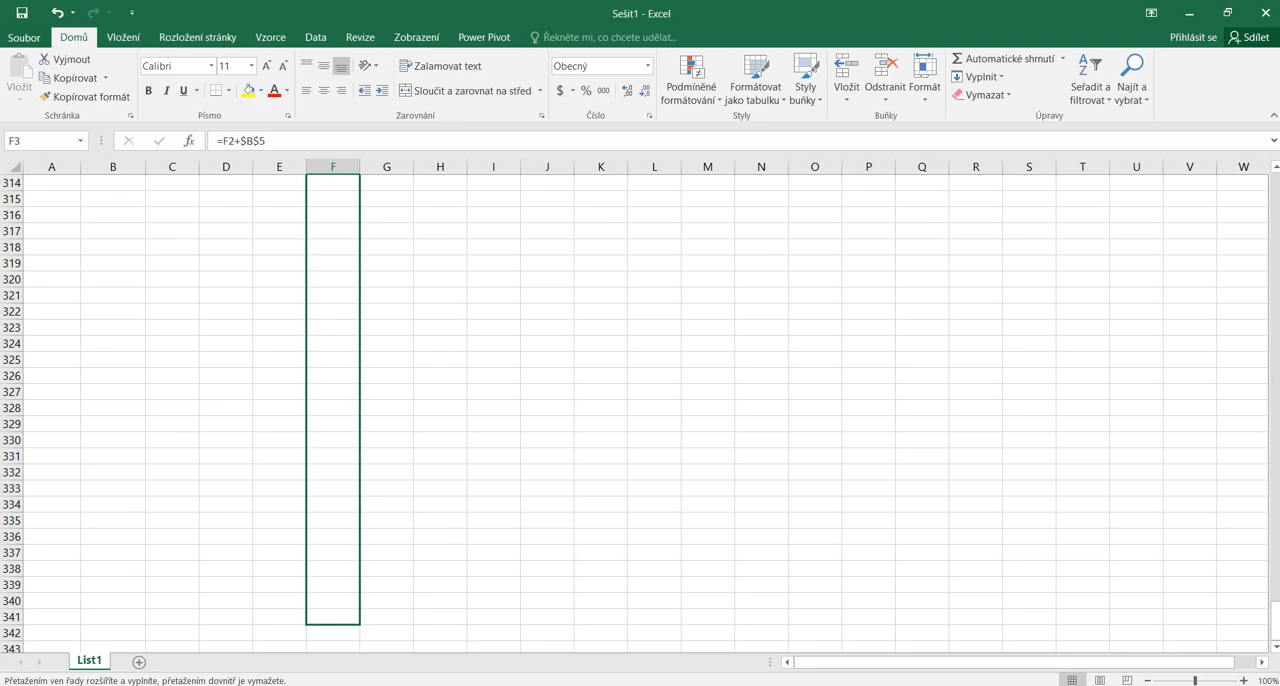 Sešit1 - Excel
Soubor Domů Vložení Rozložení stránky Vzorce Data Revize Zobrazení Power Pivot Řekněte mi, co chcete udělat... Přihlásit se Sdílet
Vložit
Vyjmout
Kopírovat
Kopírovat formát
Schránka
Calibri 11 A A
B I U A
Písmo
Zalamovat text
Sloučit a zarovnat na střed
Zarovnání
Obecný
$ % 000
Číslo
Podmíněné
formátování
Formátovat
jako tabulku
Styly
buňky
Styly
Vložit Odstranit Formát
Buňky
Automatické shrnutí
Vyplnit
Vymazat
Seřadit a
filtrovat
Najít a
vybrat
Úpravy
F3 fx =F2+$B$5
A B C D E F G H I J K L M N O P Q R S T U V W
314
315
316
317
318
319
320
321
322
323
324
325
326
327
328
329
330
331
332
333
334
335
336
337
338
339
340
341
342
343
List1
Přetažením ven řady rozšíříte a vyplníte, přetažením dovnitř je vymažete.
100%